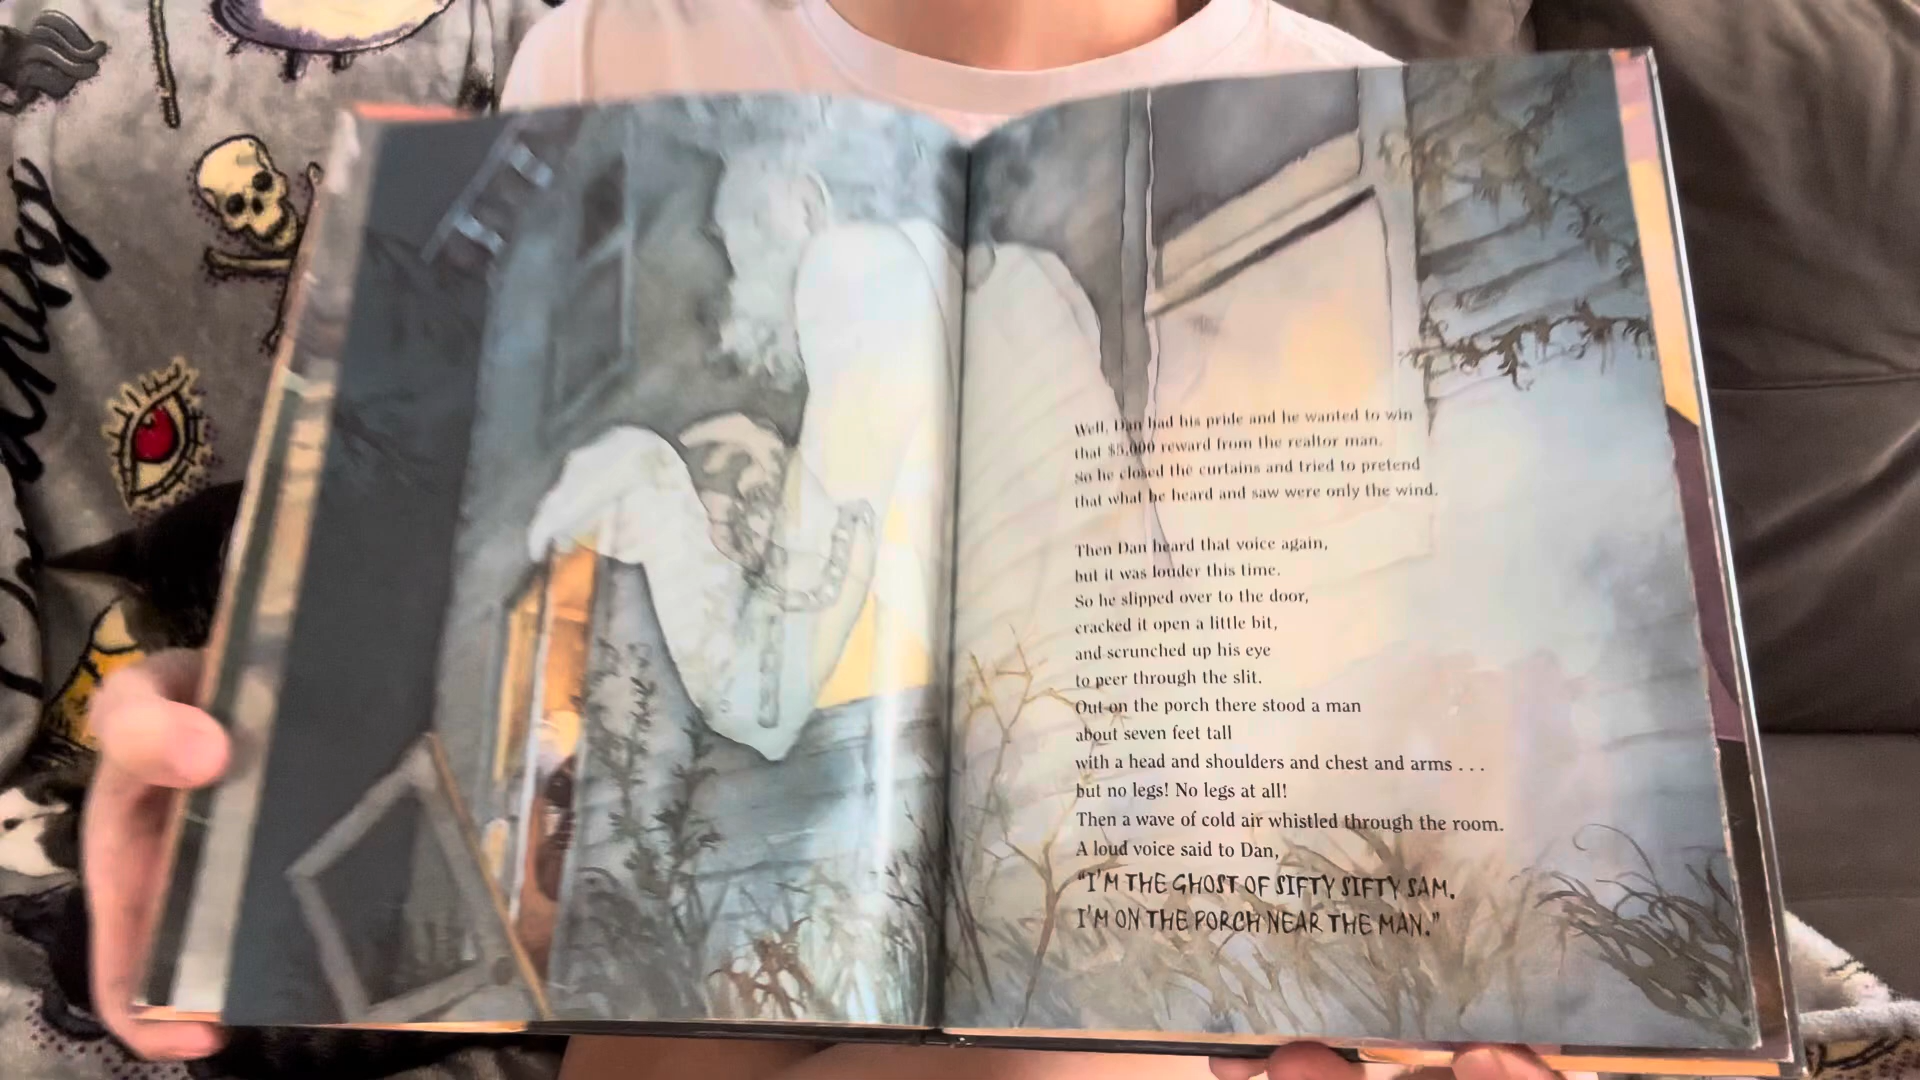 Well, Dan had his pride and he wanted to win
that $5,000 reward from the realtor man.
So he closed the curtains and tried to pretend
that what he heard and saw were only the wind.
Then Dan heard that voice again,
but it was louder this time.
So he slipped over to the door,
cracked it open a little bit,
and scrunched up his eye
to peer through the slit.
Out on the porch there stood a man
about seven feet tall
with a head and shoulders and chest and arms . . .
but no legs! No legs at all!
Then a wave of cold air whistled through the room.
A loud voice said to Dan,
“I'M THE GHOST OF SIFTY SIFTY SAM.
I'M ON THE PORCH NEAR THE MAN.”